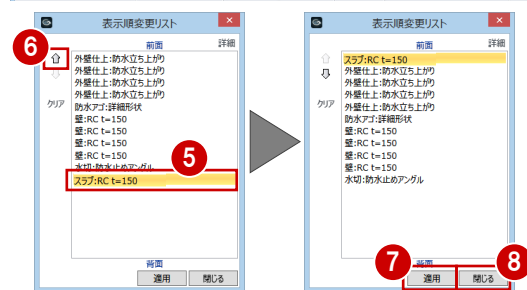 表示順変更リスト
6
前面
詳細
外壁仕上:防水立ち上がり
外壁仕上:防水立ち上がり
外壁仕上:防水立ち上がり
外壁仕上:防水立ち上がり
クリア
防水アゴ:詳細形状
壁:RC t=150
壁:RC t=150
壁:RC t=150
壁:RC t=150
5
水切:防水止めアングル
スラブ:RC t=150
背面
適用
閉じる
表示順変更リスト
前面
詳細
スラブ:RC t=150
外壁仕上:防水立ち上がり
外壁仕上:防水立ち上がり
外壁仕上:防水立ち上がり
外壁仕上:防水立ち上がり
クリア
防水アゴ:詳細形状
壁:RC t=150
壁:RC t=150
壁:RC t=150
壁:RC t=150
水切:防水止めアングル
7
背面
8
適用
閉じる